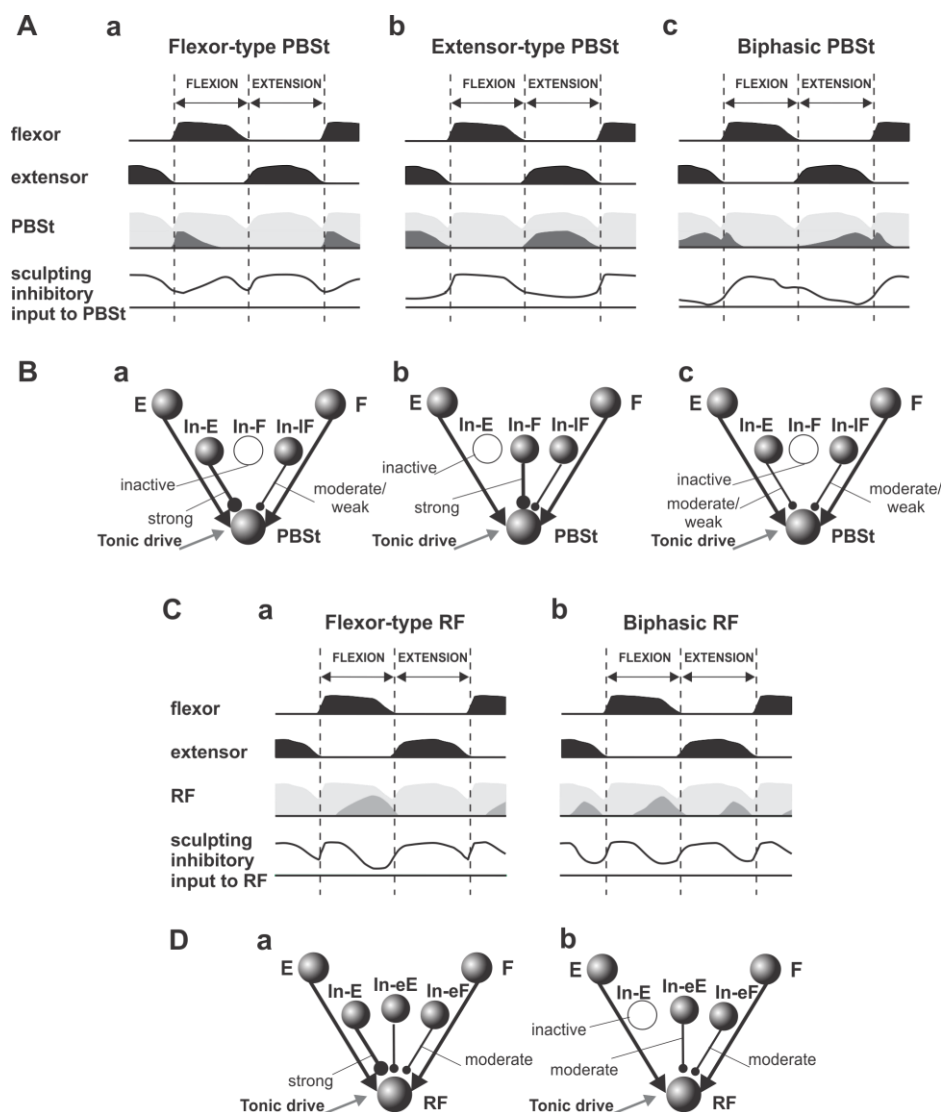 A
a
b
c
Flexor-type PBSt
Extensor-type PBSt
Biphasic PBSt
FLEXION EXTENSION
FLEXION EXTENSION
FLEXION EXTENSION
flexor
extensor
PBSt
sculpting
inhibitory
input to PBSt
B
a
b
c
E F
In-E In-F In-IF
inactive
strong
moderate/
weak
Tonic drive PBSt
E F
In-E In-F In-IF
inactive
strong
moderate/
weak
Tonic drive PBSt
E F
In-E In-F In-IF
inactive
moderate/
weak
moderate/
weak
Tonic drive PBSt
C
a
b
Flexor-type RF
Biphasic RF
FLEXION EXTENSION
FLEXION EXTENSION
flexor
extensor
RF
sculpting
inhibitory
input to RF
D
a
b
E F
In-E In-eE In-eF
strong
moderate
Tonic drive RF
E F
In-E In-eE In-eF
inactive
moderate
moderate
Tonic drive RF